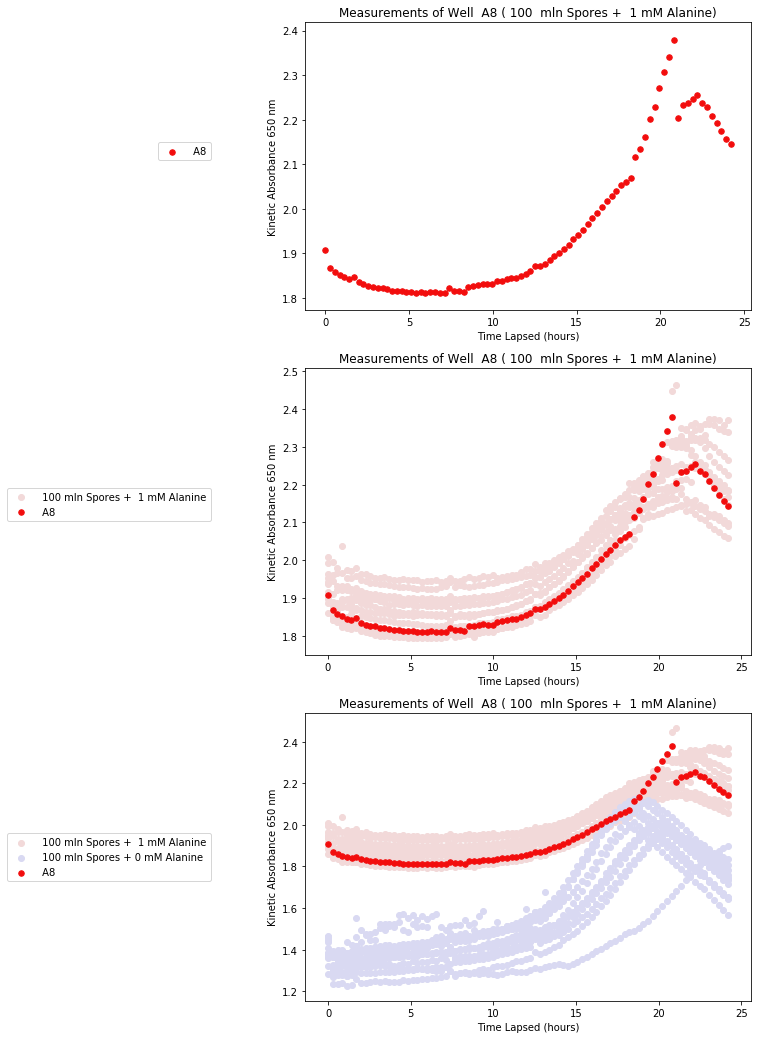 Measurements of Well  A8 ( 100  mln Spores +  1 mM Alanine)
2.4
2.3
2.2
2.1
2.0
1.9
1.8
Kinetic Absorbance 650 nm
A8
0 5 10 15 20 25
Time Lapsed (hours)
Measurements of Well  A8 ( 100  mln Spores +  1 mM Alanine)
2.5
2.4
2.3
2.2
2.1
2.0
1.9
1.8
Kinetic Absorbance 650 nm
100 mln Spores +  1 mM Alanine
A8
0 5 10 15 20 25
Time Lapsed (hours)
Measurements of Well  A8 ( 100  mln Spores +  1 mM Alanine)
2.4
2.2
2.0
1.8
1.6
1.4
1.2
Kinetic Absorbance 650 nm
100 mln Spores +  1 mM Alanine
100 mln Spores + 0 mM Alanine
A8
0 5 10 15 20 25
Time Lapsed (hours)